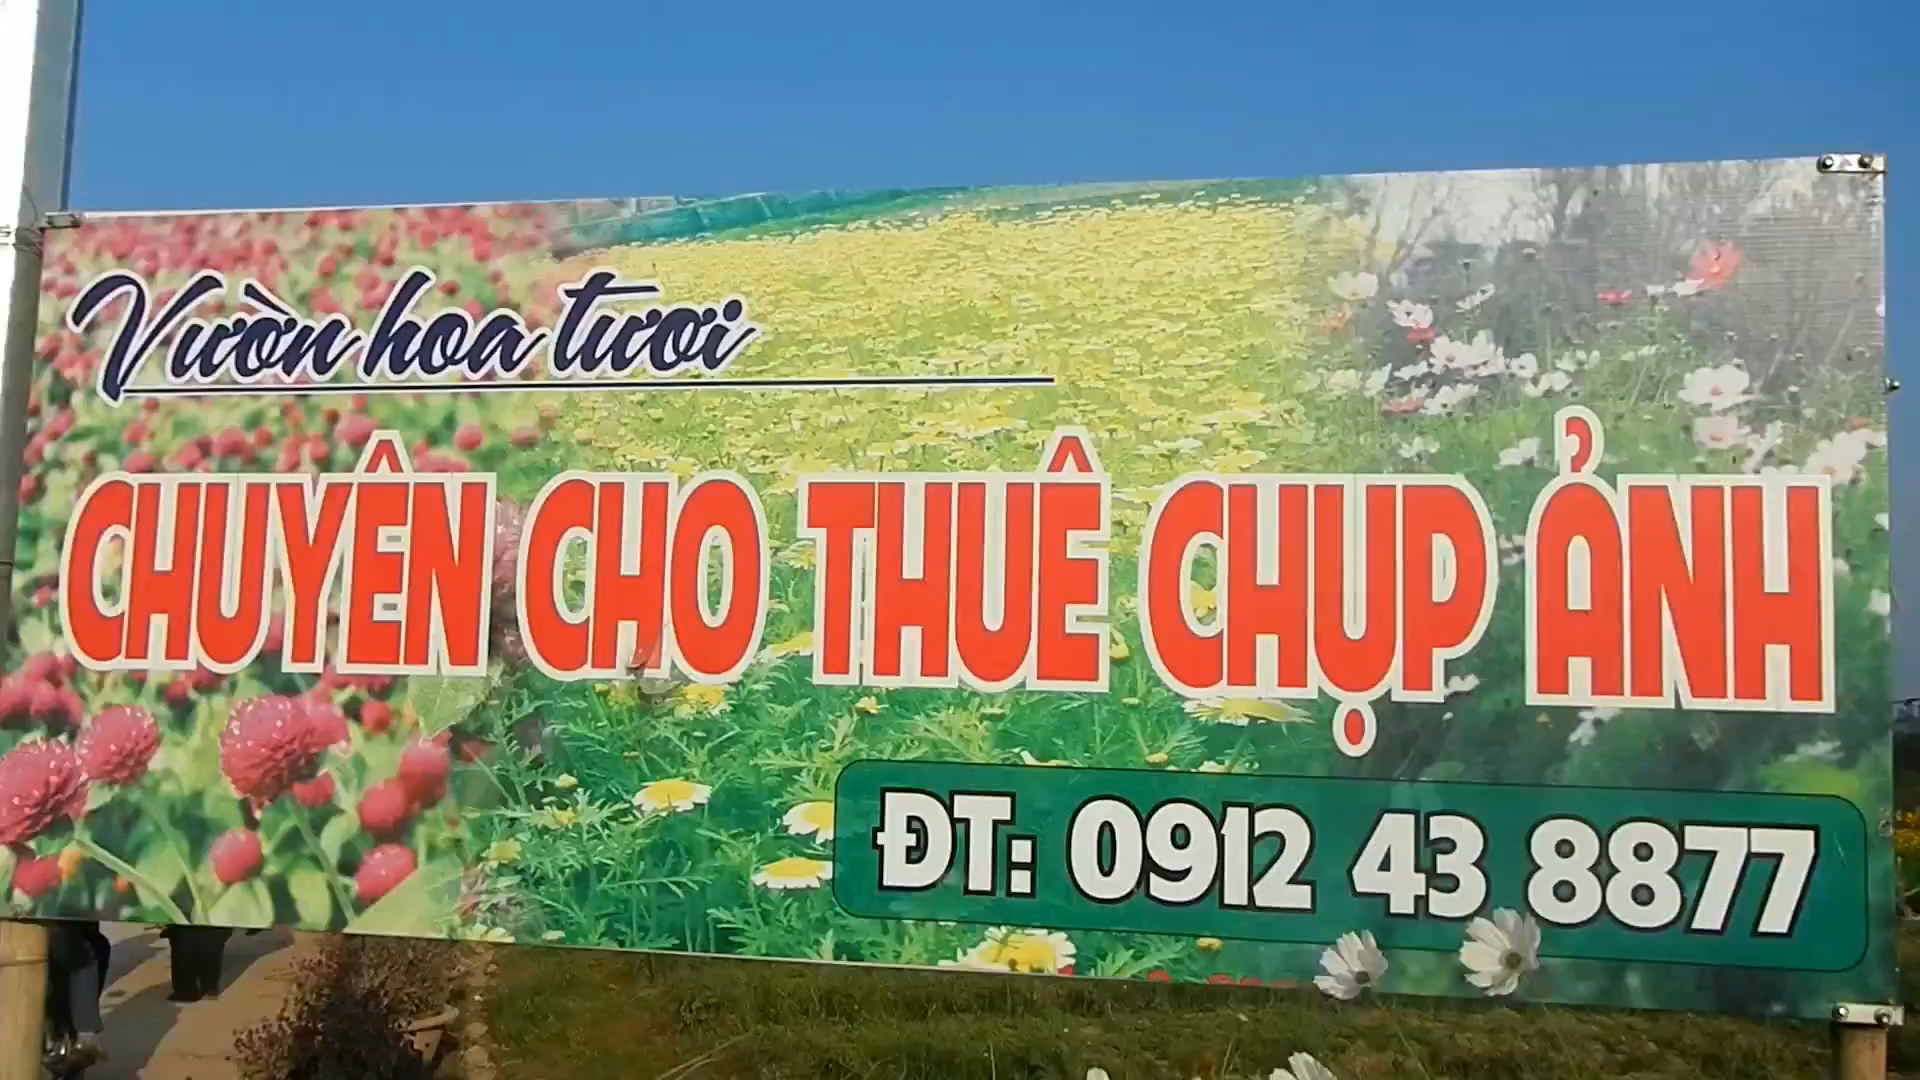 Vườn hoa tươi
CHUYÊN CHO THUÊ CHỤP ẢNH
ĐT: 0912 43 8877